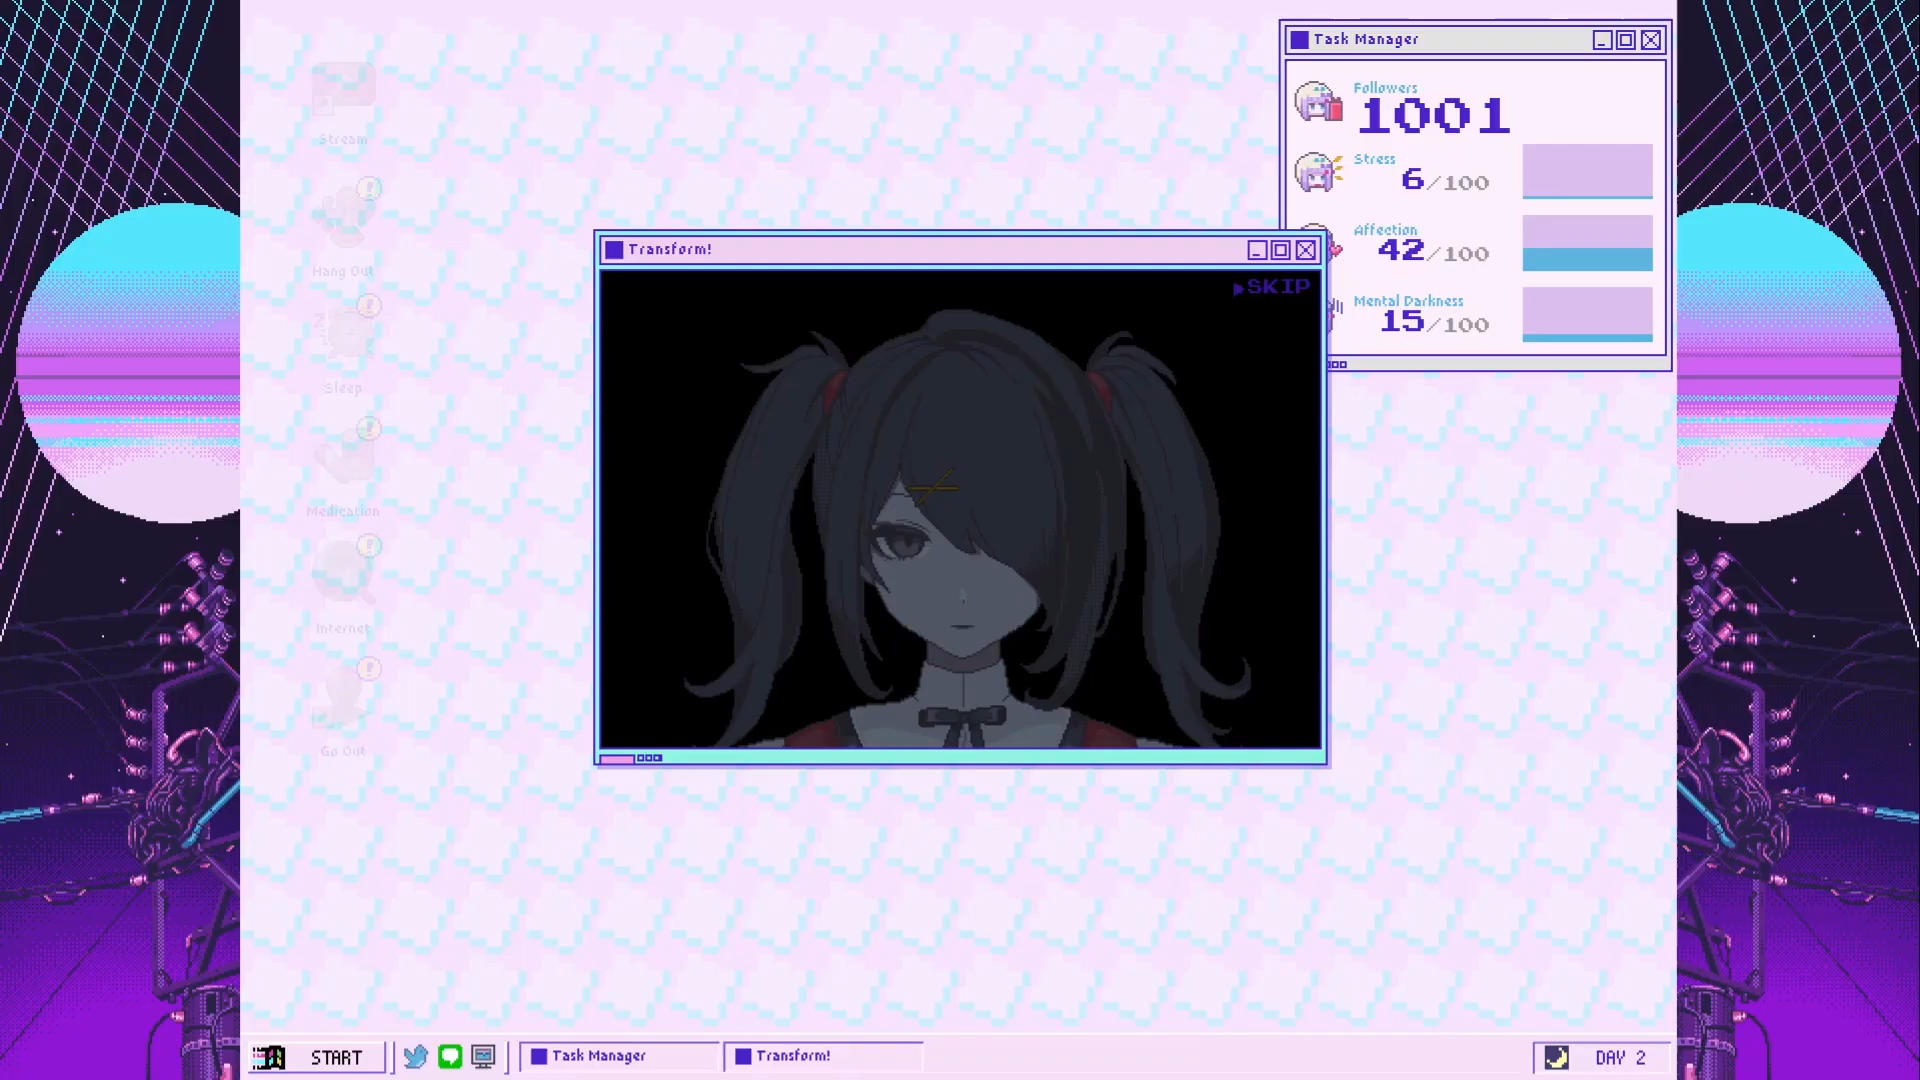 Stream
Hang Out
Sleep
Medication
Internet
Go Out
Task Manager
Followers
1001
Stress
6/100
Affection
42/100
Mental Darkness
15/100
Transform!
▶SKIP
START
Task Manager
Transform!
DAY 2